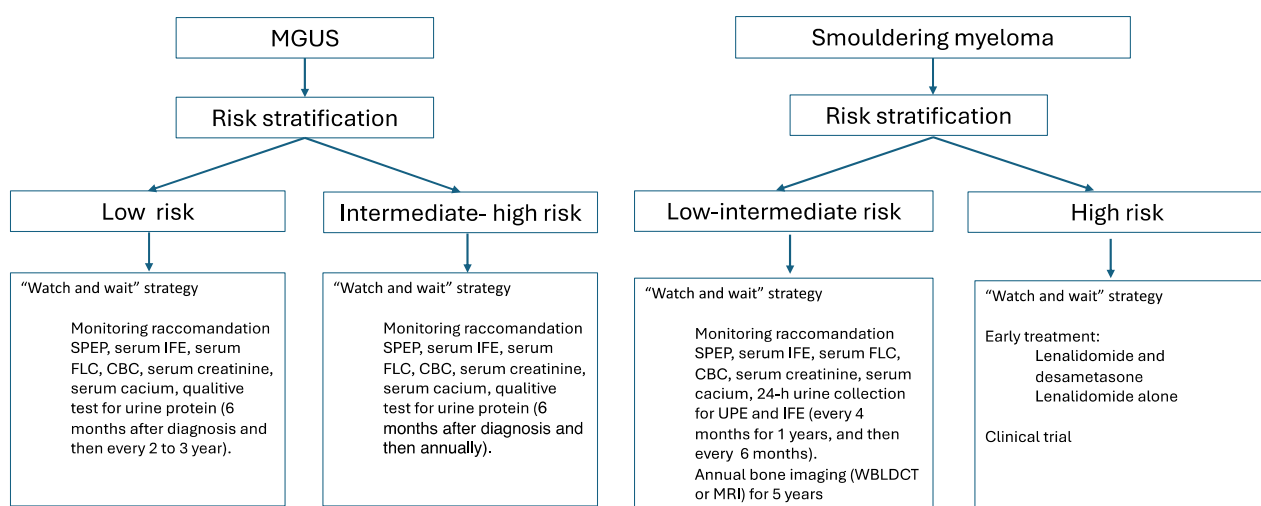 MGUS
Risk stratification
Low risk
Intermediate- high risk
“Watch and wait” strategy
Monitoring raccomandation
SPEP, serum IFE, serum
FLC, CBC, serum creatinine,
serum cacium, qualitive
test for urine protein (6
months after diagnosis and
then every 2 to 3 year).
“Watch and wait” strategy
Monitoring raccomandation
SPEP, serum IFE, serum
FLC, CBC, serum creatinine,
serum cacium, qualitive
test for urine protein (6
months after diagnosis and
then annually).
Smouldering myeloma
Risk stratification
Low-intermediate risk
High risk
“Watch and wait” strategy
Monitoring raccomandation
SPEP, serum IFE, serum FLC,
CBC, serum creatinine, serum
cacium, 24-h urine collection
for UPE and IFE (every 4
months for 1 years, and then
every 6 months).
Annual bone imaging (WBLDCT
or MRI) for 5 years
“Watch and wait” strategy
Early treatment:
Lenalidomide and
desametasone
Lenalidomide alone
Clinical trial